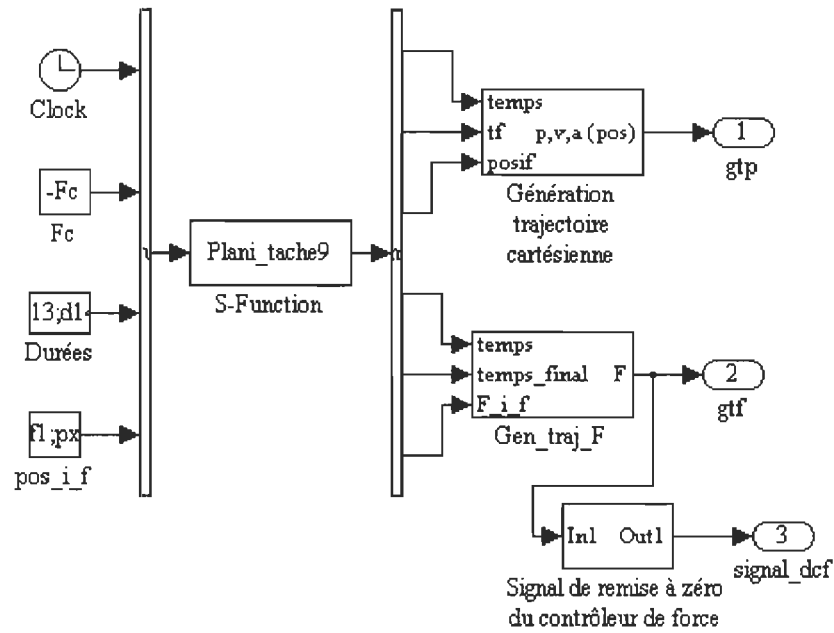 Clock
-Fc
Fc
13;d1
Durées
f1;px
pos_i_f
Plani_tache9
S-Function
temps
tf p,v,a (pos)
posif
Génération
trajectoire
cartésienne
1
gtp
temps
temps_final F
F_i_f
Gen_traj_F
2
gtf
In1 Out1
Signal de remise à zéro
du contrôleur de force
3
signal_dcf